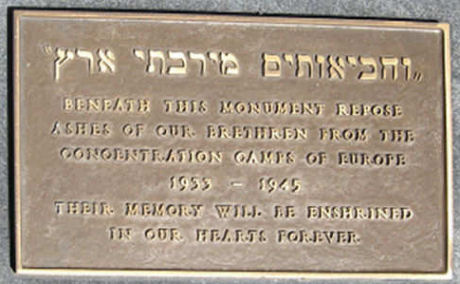 „והביאותים מירכתי ארץ"
BENEATH THIS MONUMENT REPOSE
ASHES OF OUR BRETHREN FROM THE
CONCENTRATION CAMPS OF EUROPE
1933 – 1945
THEIR MEMORY WILL BE ENSHRINED
IN OUR HEARTS FOREVER